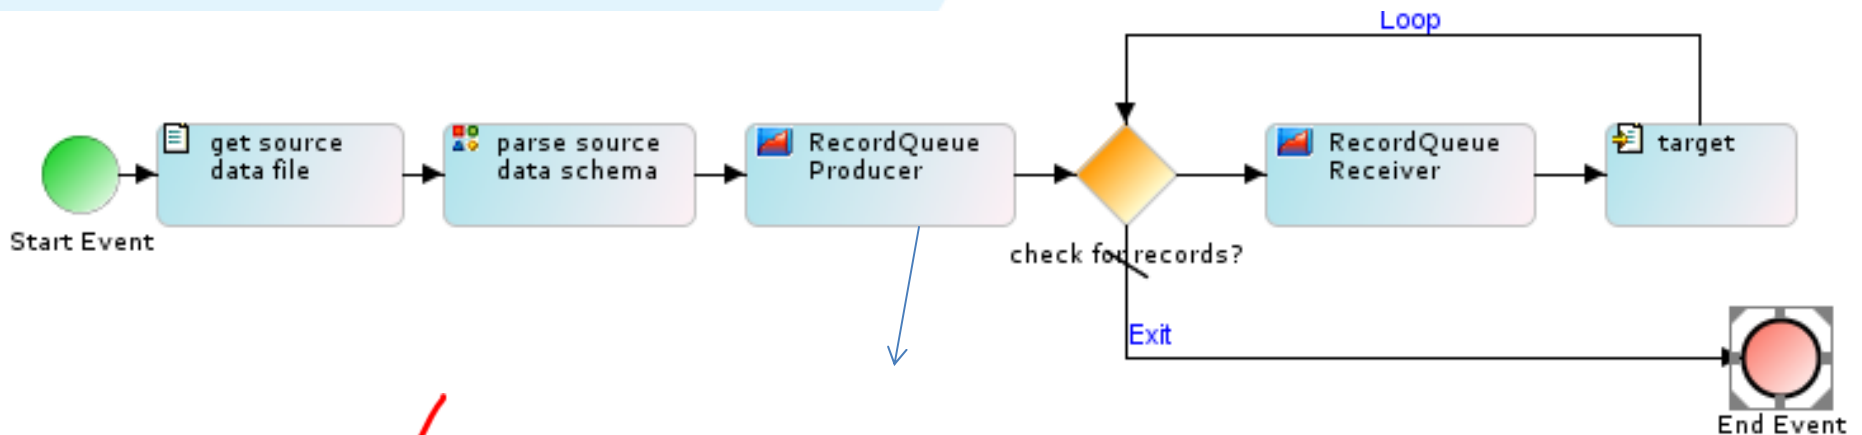 Loop
get source
data file
parse source
data schema
RecordQueue
Producer
RecordQueue
Receiver
target
Start Event
check for records?
Exit
End Event